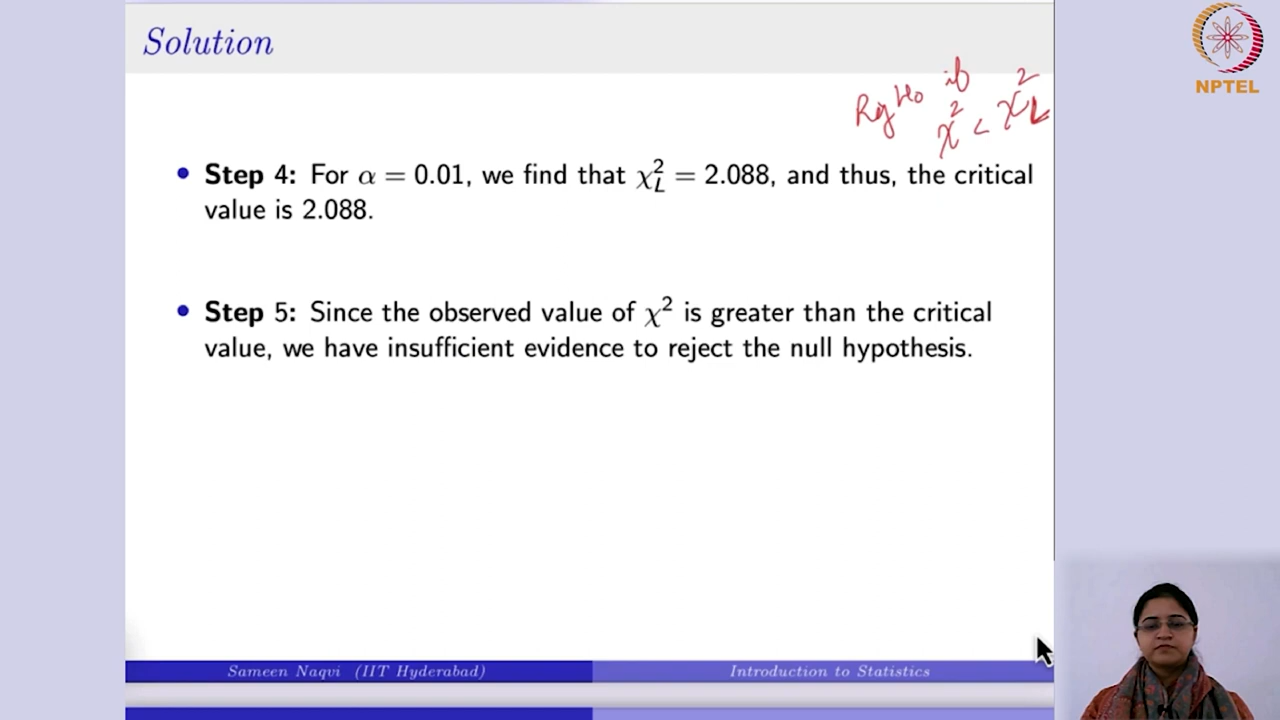 Solution
NPTEL
Rej H₀ if
χ² < χ²_L
• Step 4: For α = 0.01, we find that χ²_L = 2.088, and thus, the critical
value is 2.088.
• Step 5: Since the observed value of χ² is greater than the critical
value, we have insufficient evidence to reject the null hypothesis.
Sameen Naqvi (IIT Hyderabad)
Introduction to Statistics